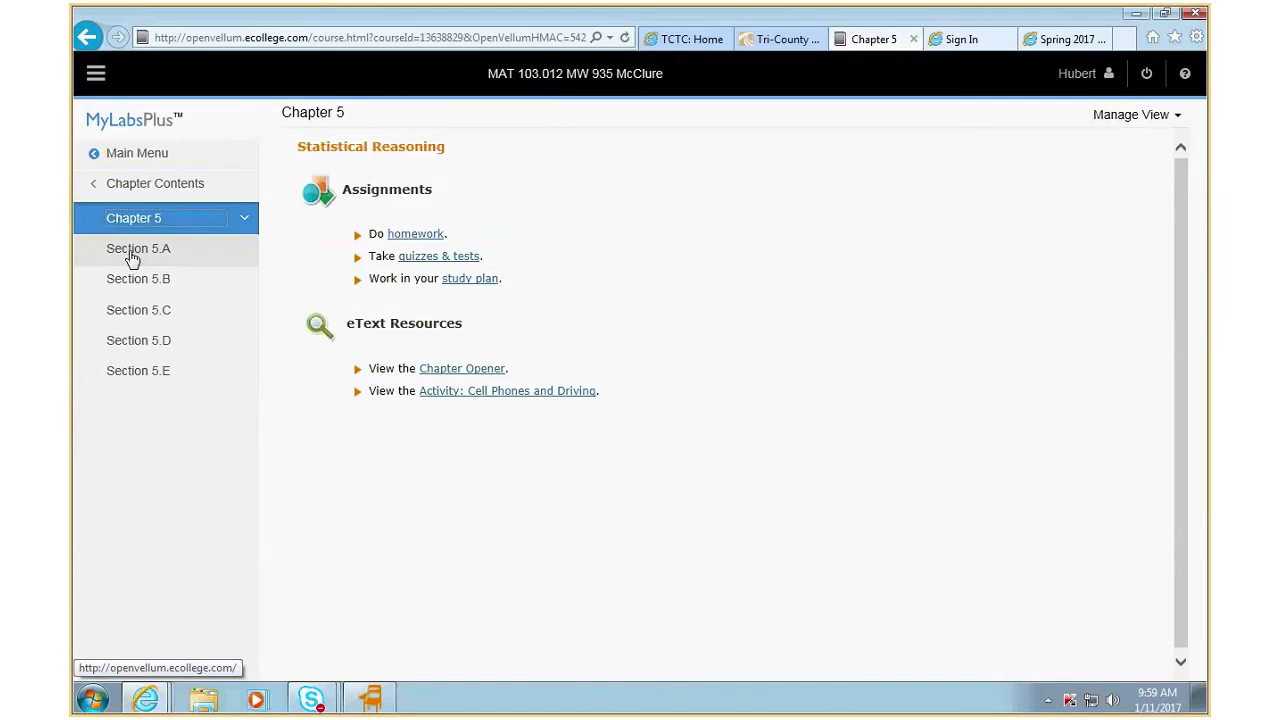 http://openvellum.ecollege.com/course.html?courseId=13638829&OpenVellumHMAC=542
TCTC: Home
Tri-County ...
Chapter 5
Sign In
Spring 2017 ...
MAT 103.012 MW 935 McClure
Hubert
MyLabsPlus™
Chapter 5
Manage View
Main Menu
Statistical Reasoning
Chapter Contents
Assignments
Chapter 5
Do homework.
Section 5.A
Take quizzes & tests.
Section 5.B
Work in your study plan.
Section 5.C
eText Resources
Section 5.D
View the Chapter Opener.
Section 5.E
View the Activity: Cell Phones and Driving.
http://openvellum.ecollege.com/
9:59 AM
1/11/2017